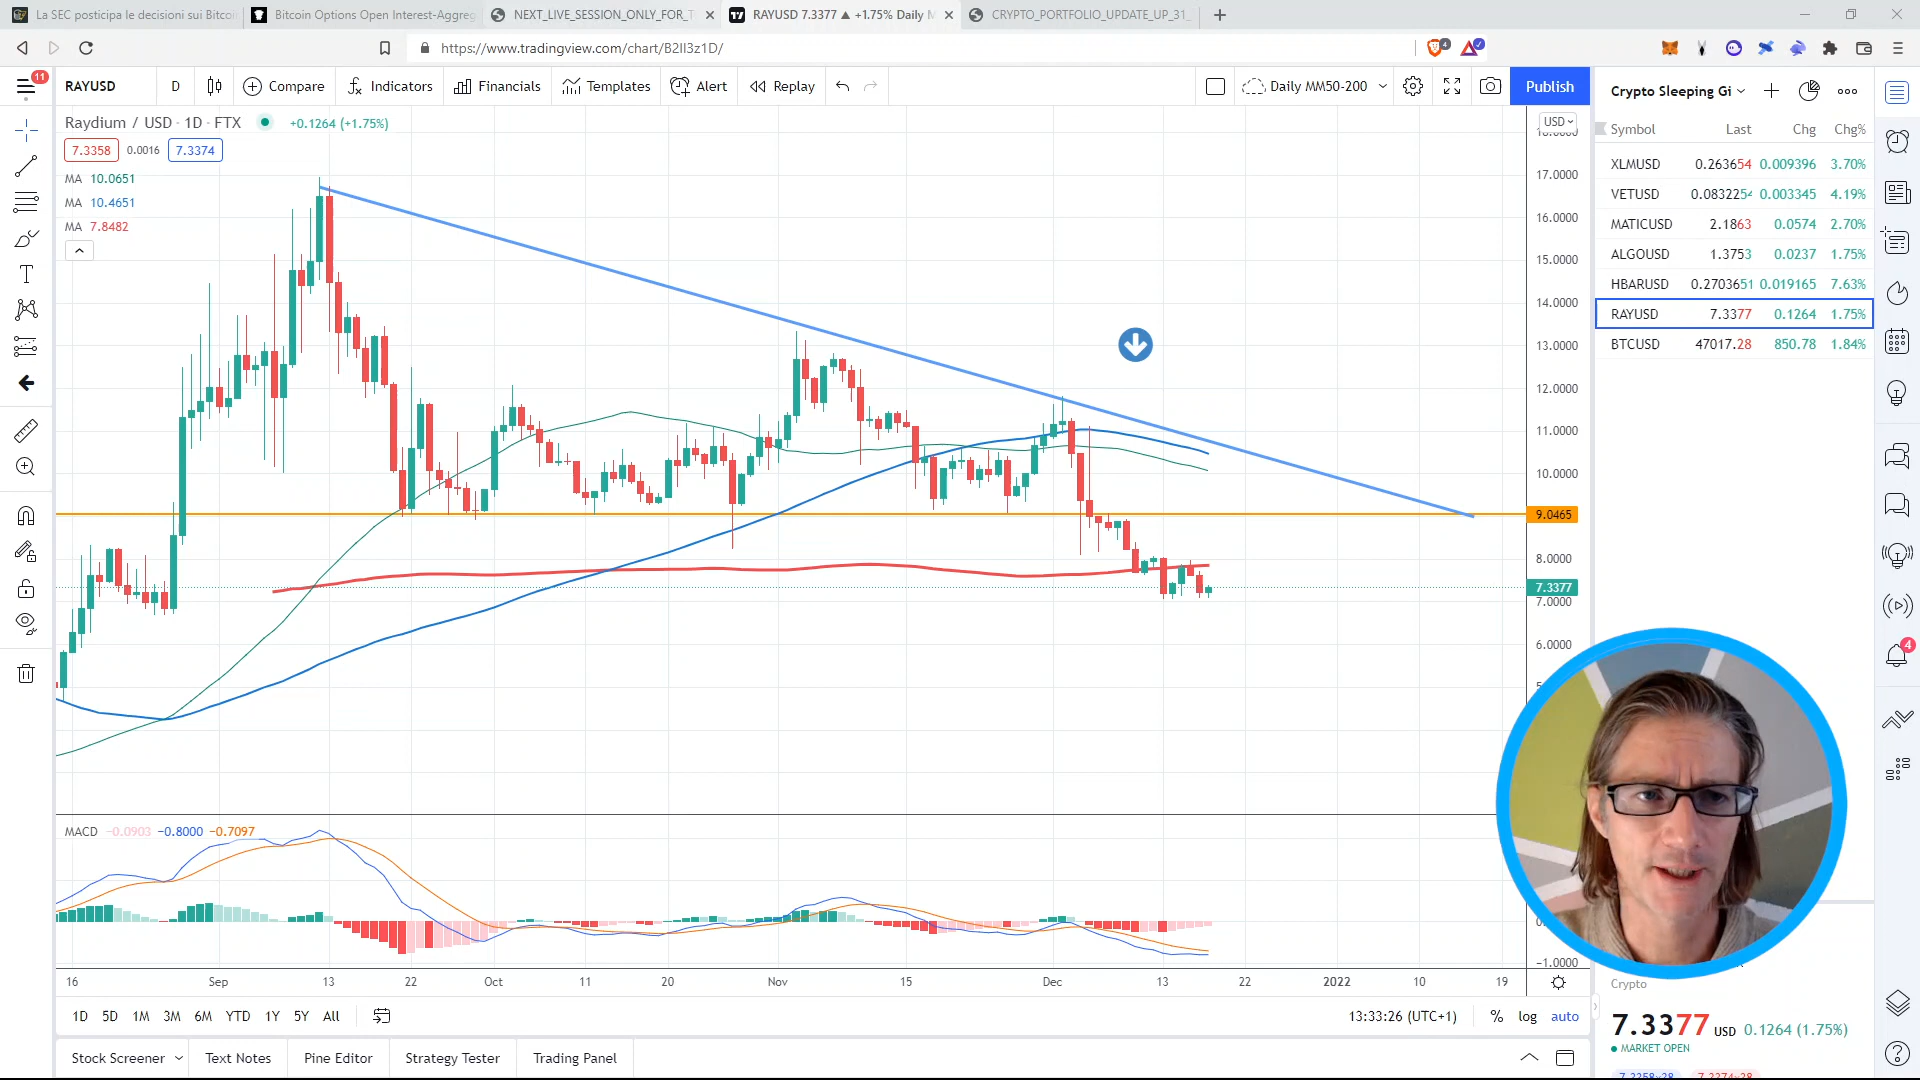 La SEC posticipa le decisioni sui Bitcoi
Bitcoin Options Open Interest-Aggreg
NEXT_LIVE_SESSION_ONLY_FOR_T
RAYUSD 7.3377 ▲ +1.75% Daily M
CRYPTO_PORTFOLIO_UPDATE_UP_31_
https://www.tradingview.com/chart/B2II3z1D/
4
11
RAYUSD
D
Compare
Indicators
Financials
Templates
Alert
Replay
Daily MM50-200
Publish
Raydium / USD · 1D · FTX
+0.1264 (+1.75%)
7.3358
0.0016
7.3374
MA 10.0651
MA 10.4651
MA 7.8482
USD
17.0000
16.0000
15.0000
14.0000
13.0000
12.0000
11.0000
10.0000
9.0465
8.0000
7.3377
7.0000
6.0000
MACD −0.0903 −0.8000 −0.7097
−1.0000
16
Sep
13
22
Oct
11
20
Nov
15
Dec
13
22
2022
10
19
1D
5D
1M
3M
6M
YTD
1Y
5Y
All
13:33:26 (UTC+1)
%
log
auto
Stock Screener
Text Notes
Pine Editor
Strategy Tester
Trading Panel
Crypto Sleeping Gi
Symbol Last Chg Chg%
XLMUSD 0.263654 0.009396 3.70%
VETUSD 0.0832254 0.003345 4.19%
MATICUSD 2.1863 0.0574 2.70%
ALGOUSD 1.3753 0.0237 1.75%
HBARUSD 0.2703651 0.019165 7.63%
RAYUSD 7.3377 0.1264 1.75%
BTCUSD 47017.28 850.78 1.84%
4
Crypto
7.3377 USD 0.1264 (1.75%)
MARKET OPEN